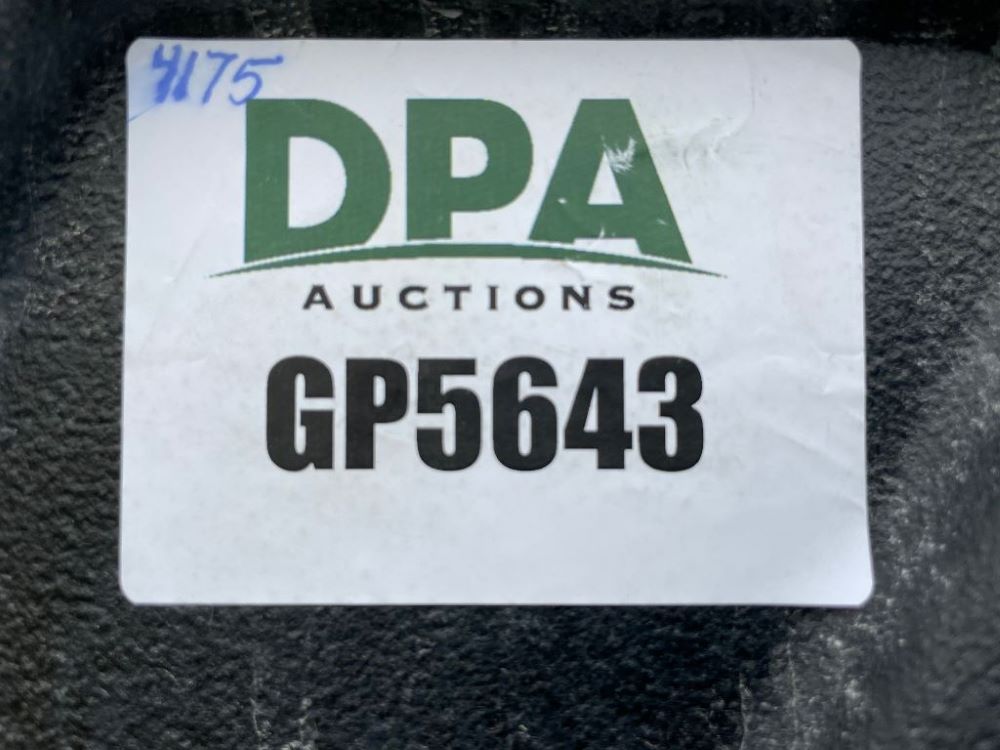 4175
DPA
AUCTIONS
GP5643